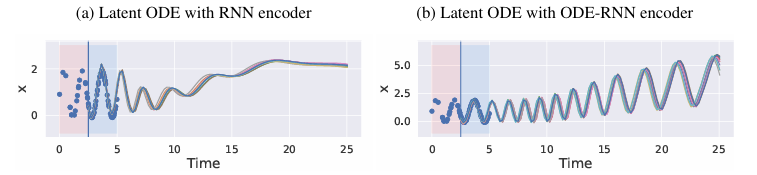 (a) Latent ODE with RNN encoder
2
0
x
0 5 10 15 20 25
Time
(b) Latent ODE with ODE-RNN encoder
5.0
2.5
0.0
x
0 5 10 15 20 25
Time